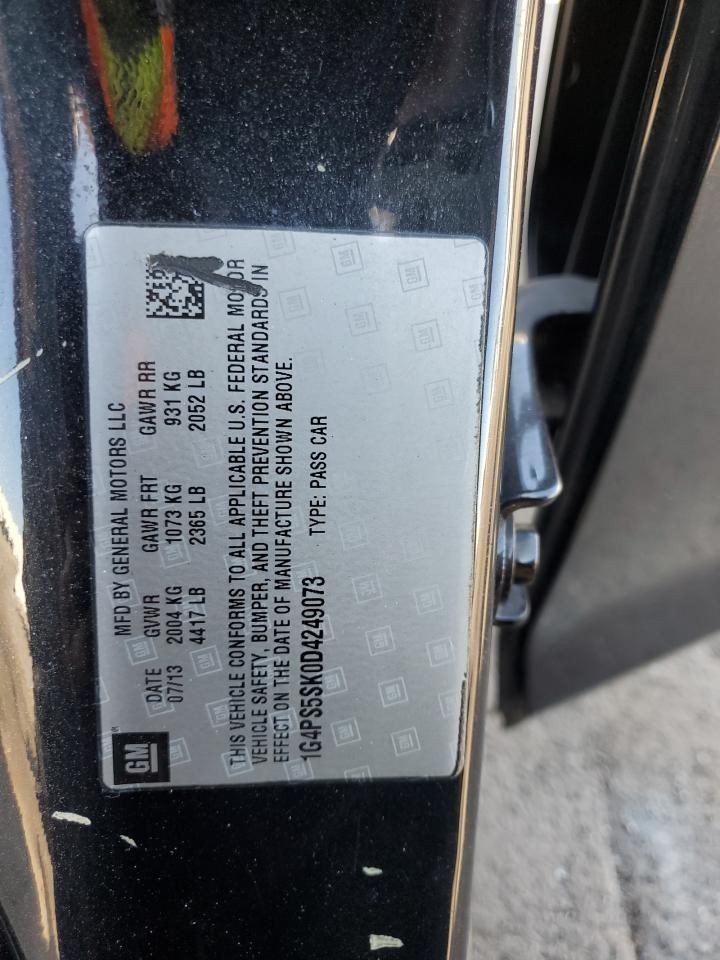 MFD BY GENERAL MOTORS LLC
DATE GVWR GAWR FRT GAWR RR
07/13 2004 KG 1073 KG 931 KG
4417 LB 2365 LB 2052 LB
GM
THIS VEHICLE CONFORMS TO ALL APPLICABLE U.S. FEDERAL MOTOR
VEHICLE SAFETY, BUMPER, AND THEFT PREVENTION STANDARDS IN
EFFECT ON THE DATE OF MANUFACTURE SHOWN ABOVE.
1G4PS5SK0D4249073 TYPE: PASS CAR